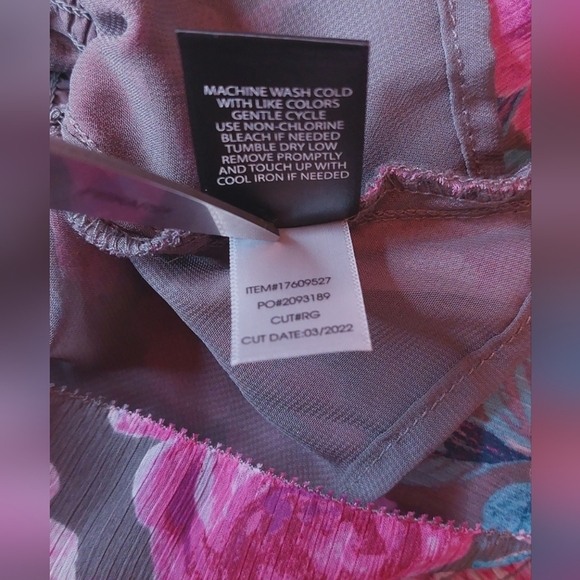 MACHINE WASH COLD
WITH LIKE COLORS
GENTLE CYCLE
USE NON-CHLORINE
BLEACH IF NEEDED
TUMBLE DRY LOW
REMOVE PROMPTLY
AND TOUCH UP WITH
COOL IRON IF NEEDED
ITEM#17609527
PO#2093189
CUT#RG
CUT DATE:03/2022